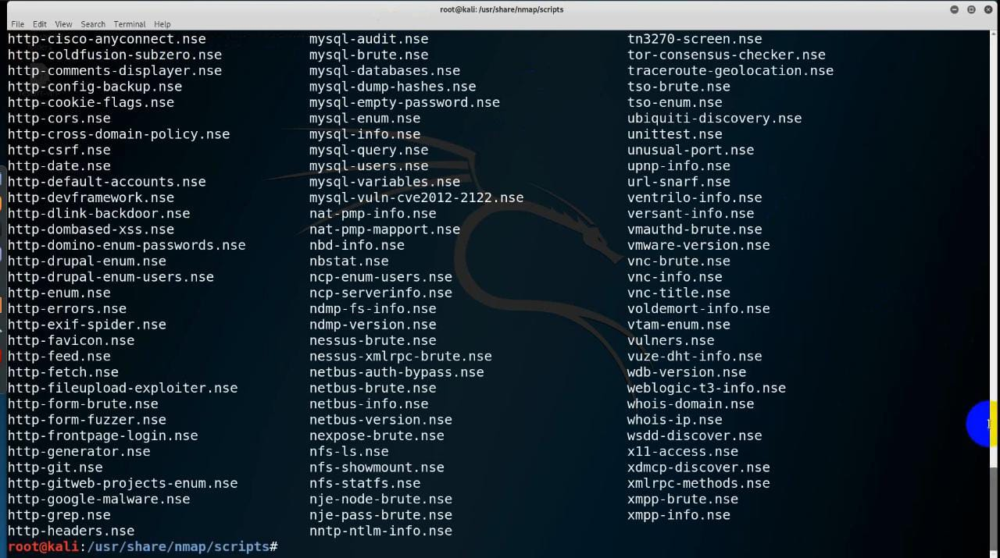 root@kali: /usr/share/nmap/scripts
File Edit View Search Terminal Help
http-cisco-anyconnect.nse mysql-audit.nse tn3270-screen.nse
http-coldfusion-subzero.nse mysql-brute.nse tor-consensus-checker.nse
http-comments-displayer.nse mysql-databases.nse traceroute-geolocation.nse
http-config-backup.nse mysql-dump-hashes.nse tso-brute.nse
http-cookie-flags.nse mysql-empty-password.nse tso-enum.nse
http-cors.nse mysql-enum.nse ubiquiti-discovery.nse
http-cross-domain-policy.nse mysql-info.nse unittest.nse
http-csrf.nse mysql-query.nse unusual-port.nse
http-date.nse mysql-users.nse upnp-info.nse
http-default-accounts.nse mysql-variables.nse url-snarf.nse
http-devframework.nse mysql-vuln-cve2012-2122.nse ventrilo-info.nse
http-dlink-backdoor.nse nat-pmp-info.nse versant-info.nse
http-dombased-xss.nse nat-pmp-mapport.nse vmauthd-brute.nse
http-domino-enum-passwords.nse nbd-info.nse vmware-version.nse
http-drupal-enum.nse nbstat.nse vnc-brute.nse
http-drupal-enum-users.nse ncp-enum-users.nse vnc-info.nse
http-enum.nse ncp-serverinfo.nse vnc-title.nse
http-errors.nse ndmp-fs-info.nse voldemort-info.nse
http-exif-spider.nse ndmp-version.nse vtam-enum.nse
http-favicon.nse nessus-brute.nse vulners.nse
http-feed.nse nessus-xmlrpc-brute.nse vuze-dht-info.nse
http-fetch.nse netbus-auth-bypass.nse wdb-version.nse
http-fileupload-exploiter.nse netbus-brute.nse weblogic-t3-info.nse
http-form-brute.nse netbus-info.nse whois-domain.nse
http-form-fuzzer.nse netbus-version.nse whois-ip.nse
http-frontpage-login.nse nexpose-brute.nse wsdd-discover.nse
http-generator.nse nfs-ls.nse x11-access.nse
http-git.nse nfs-showmount.nse xdmcp-discover.nse
http-gitweb-projects-enum.nse nfs-statfs.nse xmlrpc-methods.nse
http-google-malware.nse nje-node-brute.nse xmpp-brute.nse
http-grep.nse nje-pass-brute.nse xmpp-info.nse
http-headers.nse nntp-ntlm-info.nse
root@kali:/usr/share/nmap/scripts#